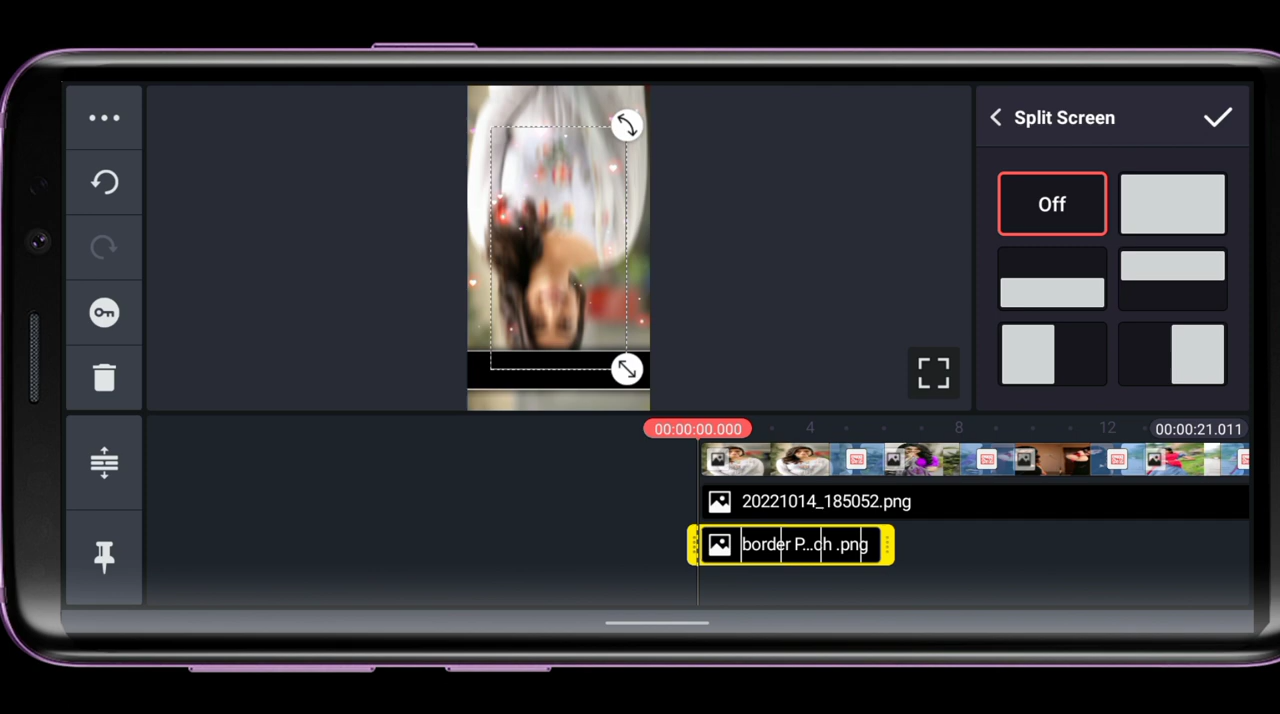 Split Screen
Off
00:00:00.000
4
8
12
00:00:21.011
20221014_185052.png
border P...ch .png